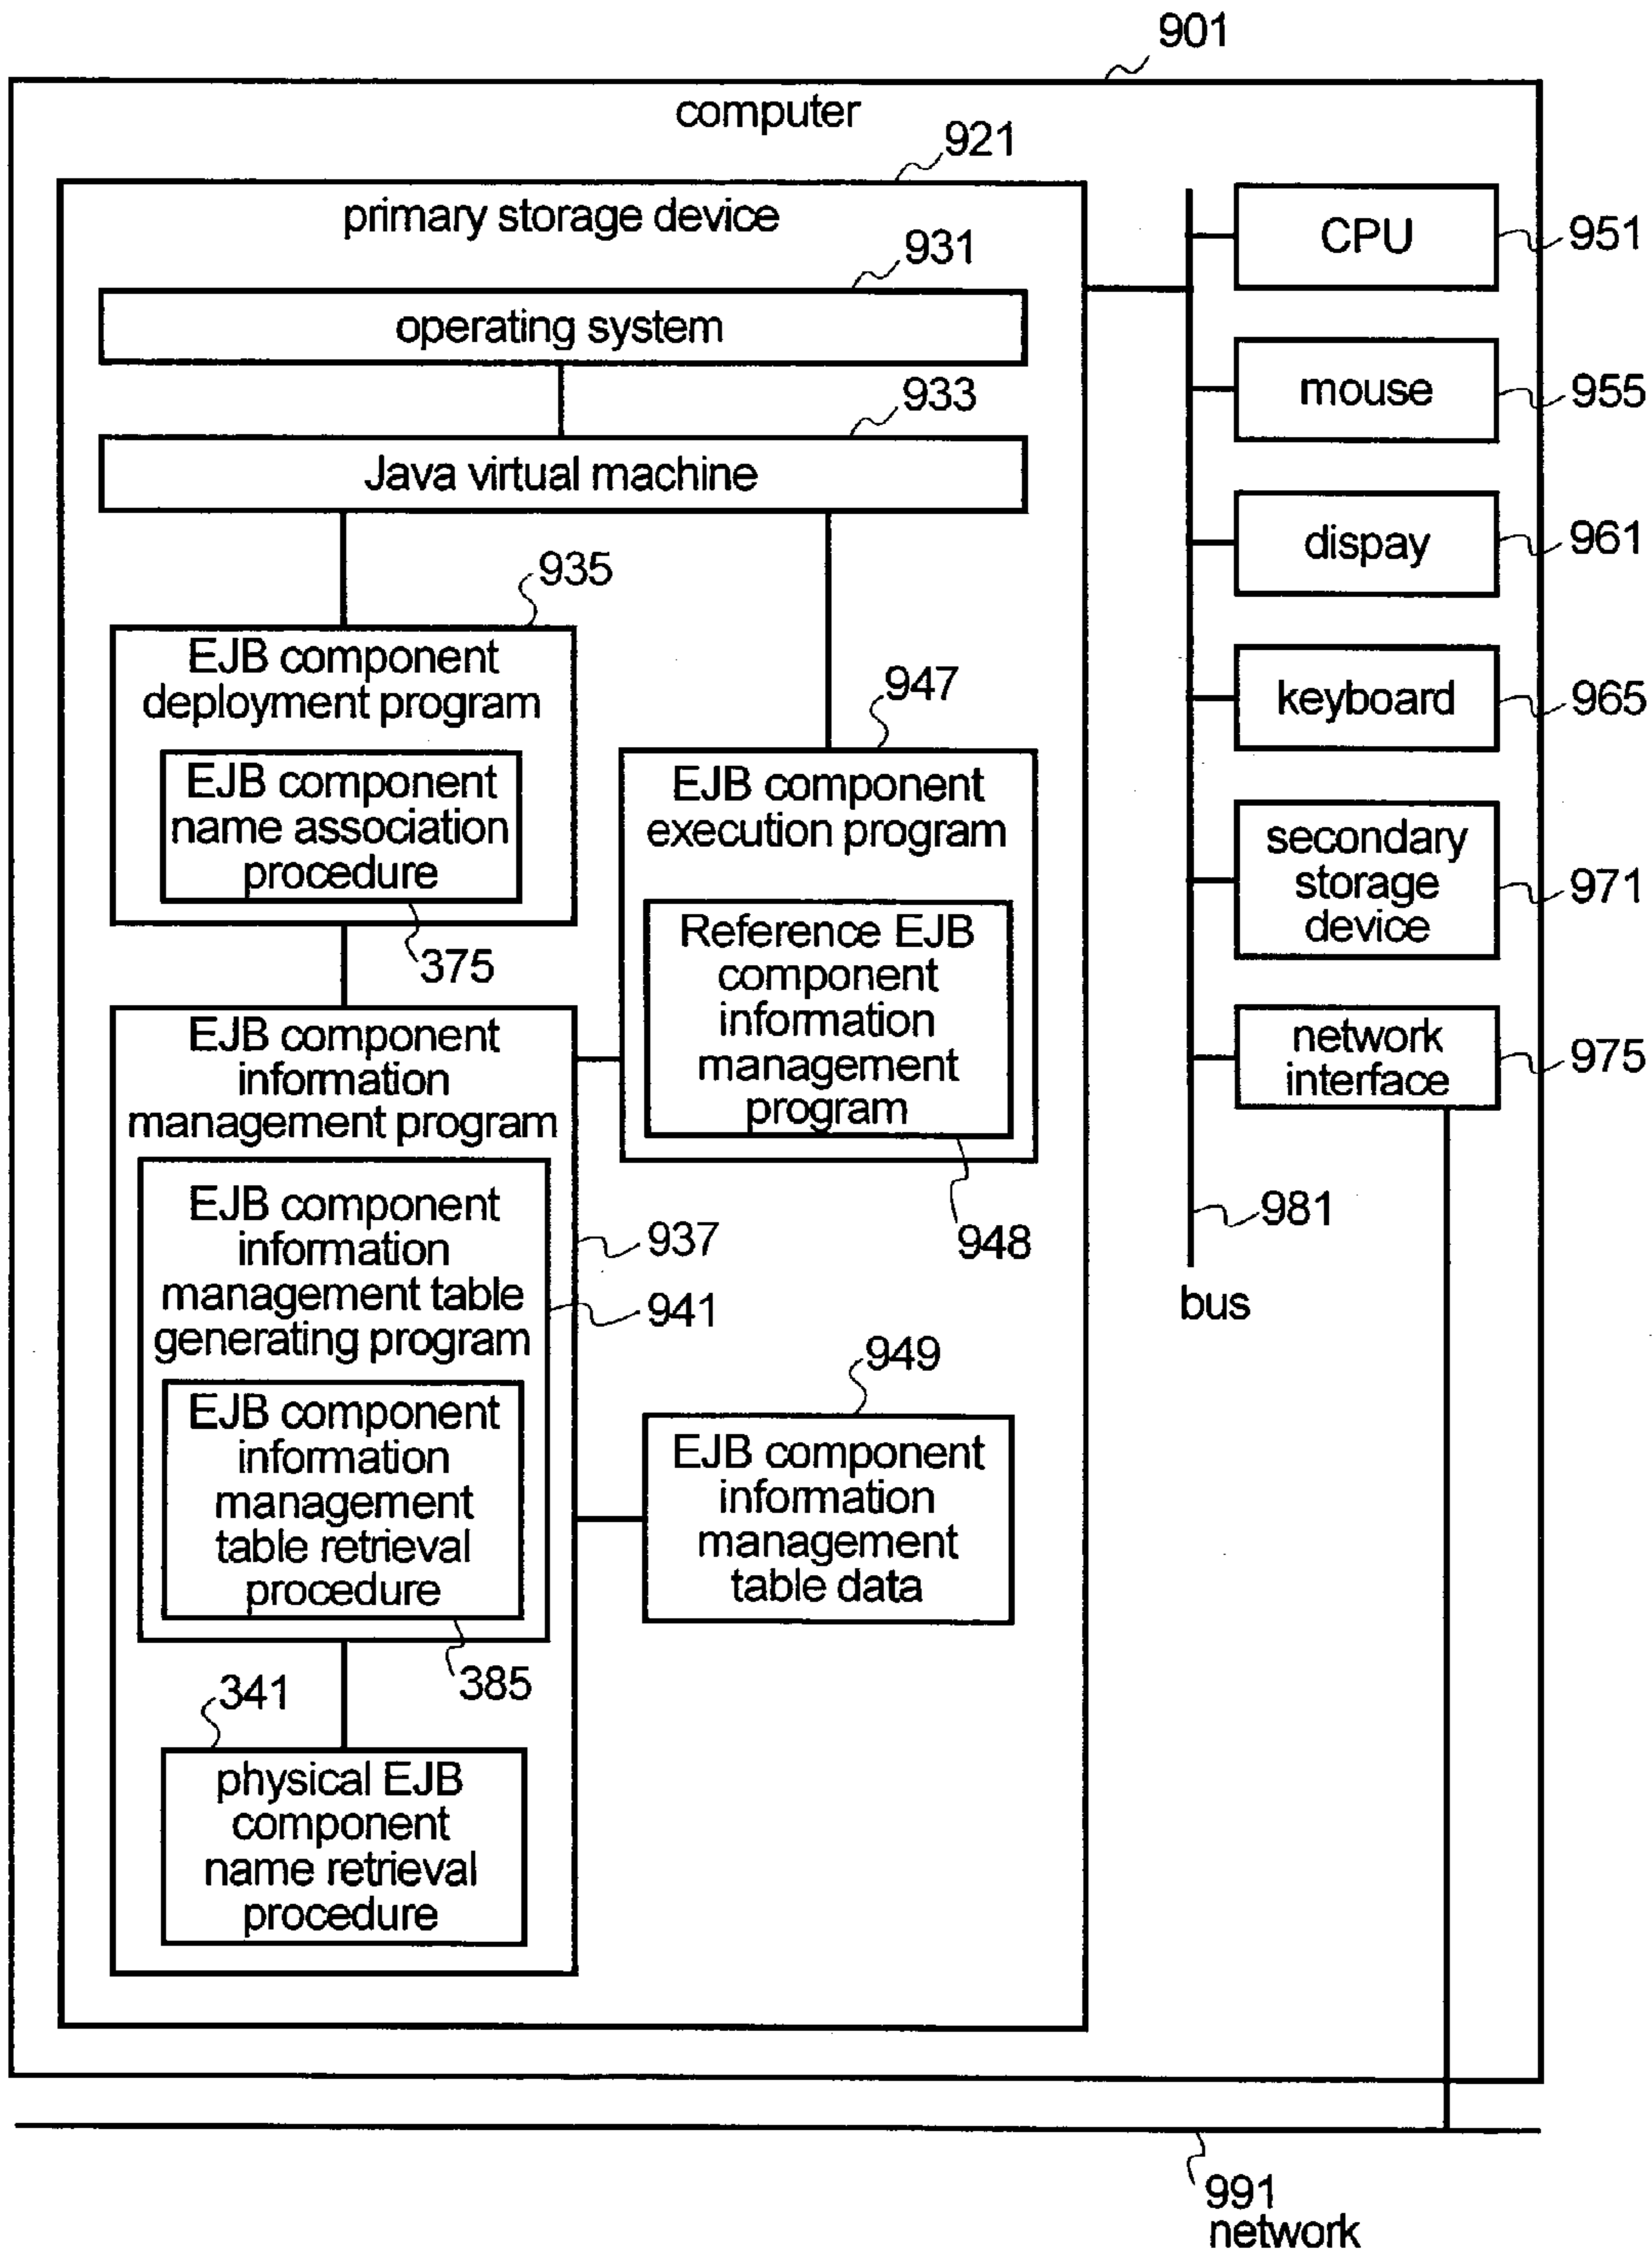 901
computer
921
primary storage device
931
operating system
933
Java virtual machine
935
EJB component
deployment program
EJB component
name association
procedure
375
947
EJB component
execution program
Reference EJB
component
information
management
program
948
EJB component
information
management program
937
EJB component
information
management table
generating program
941
EJB component
information
management
table retrieval
procedure
385
341
physical EJB
component
name retrieval
procedure
949
EJB component
information
management
table data
CPU
951
mouse
955
dispay
961
keyboard
965
secondary
storage
device
971
network
interface
975
981
bus
991
network